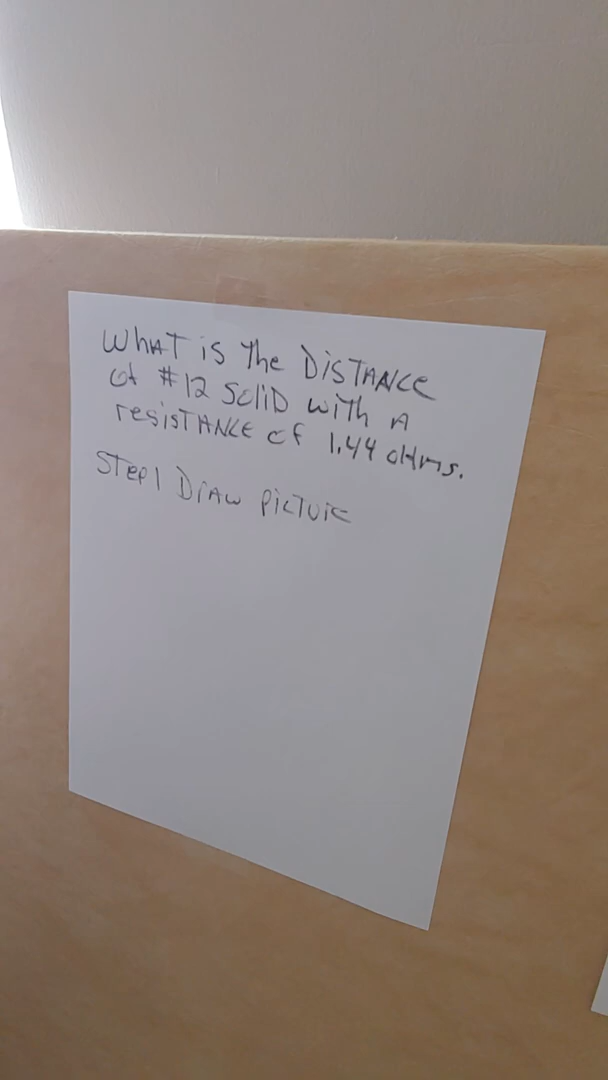 WHAT is the DISTANCE
of #12 SOLID with A
resISTANCE of 1.44 OHms.
STEP 1 DrAW PICTUrE